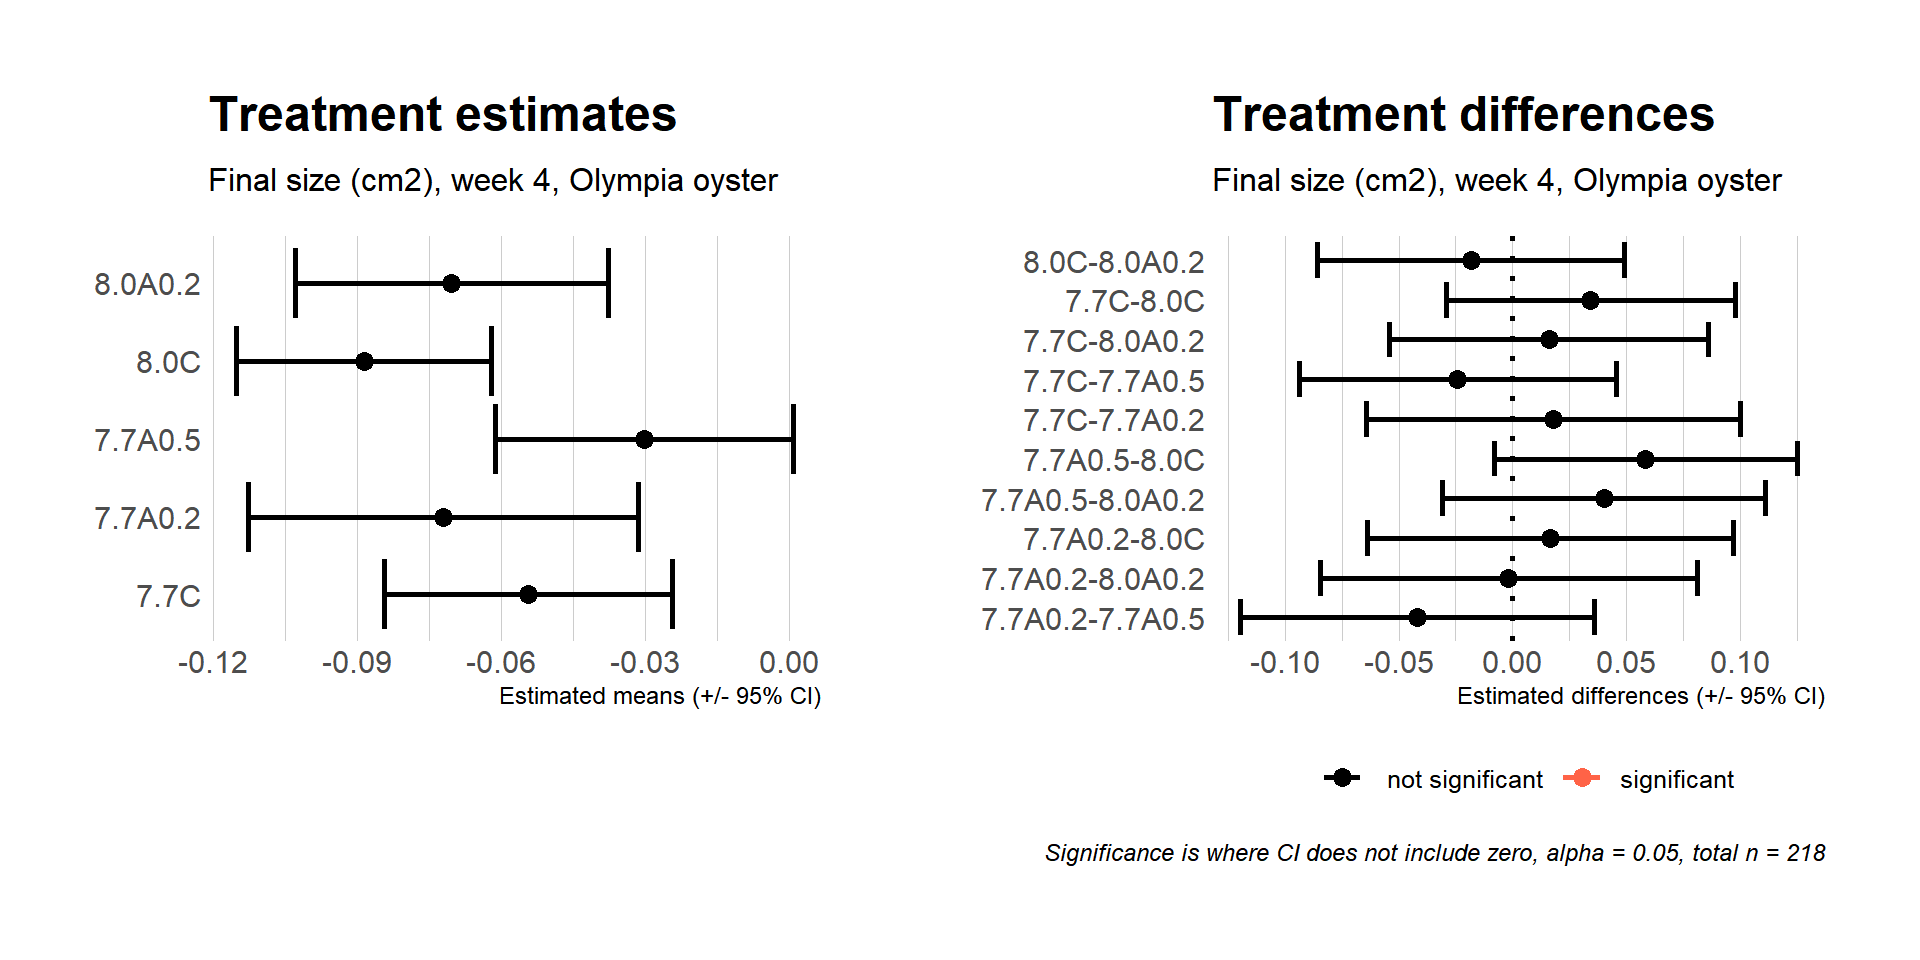 Treatment estimates
Final size (cm2), week 4, Olympia oyster
8.0A0.2
8.0C
7.7A0.5
7.7A0.2
7.7C
-0.12 -0.09 -0.06 -0.03 0.00
Estimated means (+/- 95% CI)
Treatment differences
Final size (cm2), week 4, Olympia oyster
8.0C-8.0A0.2
7.7C-8.0C
7.7C-8.0A0.2
7.7C-7.7A0.5
7.7C-7.7A0.2
7.7A0.5-8.0C
7.7A0.5-8.0A0.2
7.7A0.2-8.0C
7.7A0.2-8.0A0.2
7.7A0.2-7.7A0.5
-0.10 -0.05 0.00 0.05 0.10
Estimated differences (+/- 95% CI)
not significant significant
Significance is where CI does not include zero, alpha = 0.05, total n = 218